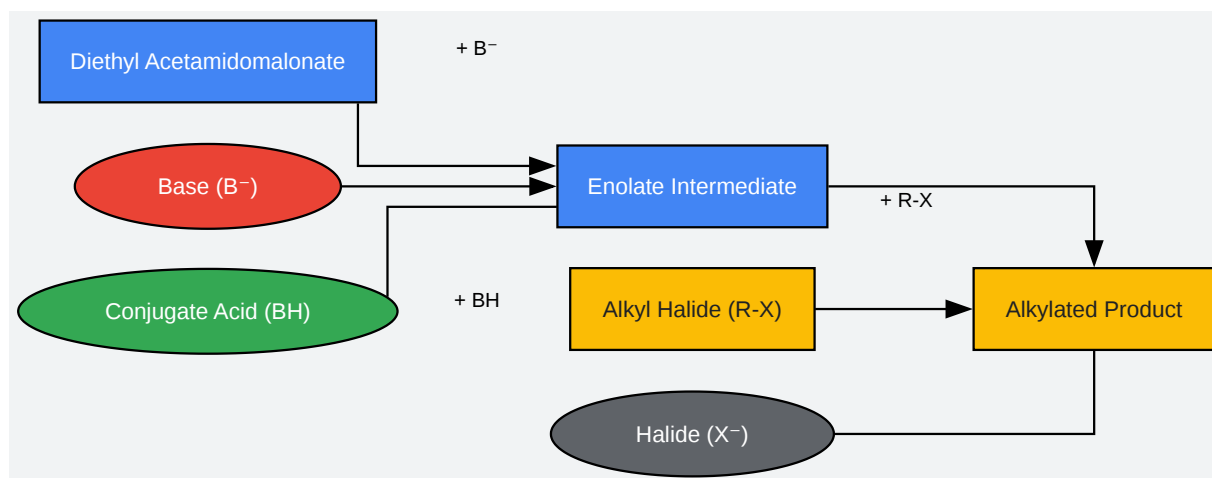 Diethyl Acetamidomalonate
+ B⁻
Base (B⁻)
Enolate Intermediate
+ R-X
Conjugate Acid (BH)
+ BH
Alkyl Halide (R-X)
Alkylated Product
Halide (X⁻)